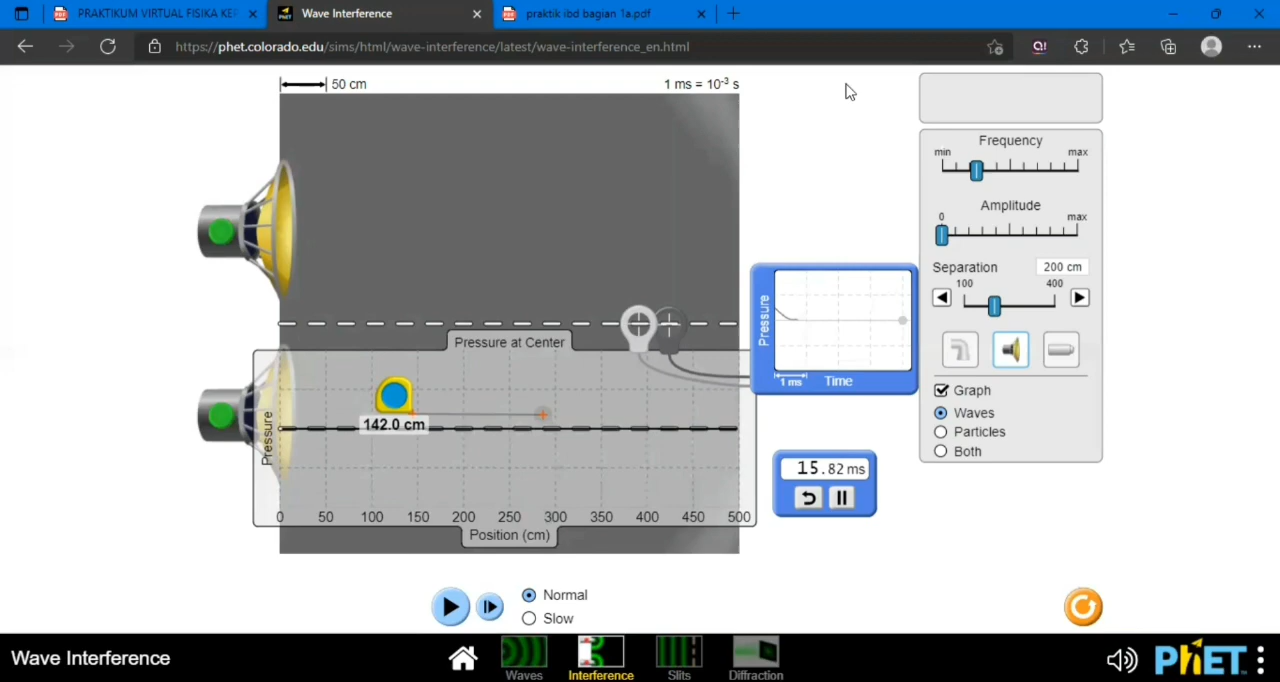 PRAKTIKUM VIRTUAL FISIKA KEP
Wave Interference
praktik ibd bagian 1a.pdf
https://phet.colorado.edu/sims/html/wave-interference/latest/wave-interference_en.html
50 cm
1 ms = 10⁻³ s
Frequency
min
max
Amplitude
0
max
Separation
200 cm
100
400
Graph
Waves
Particles
Both
Pressure at Center
Pressure
1 ms
Time
142.0 cm
Pressure
15.82 ms
0 50 100 150 200 250 300 350 400 450 500
Position (cm)
Normal
Slow
Wave Interference
Waves
Interference
Slits
Diffraction
PhET